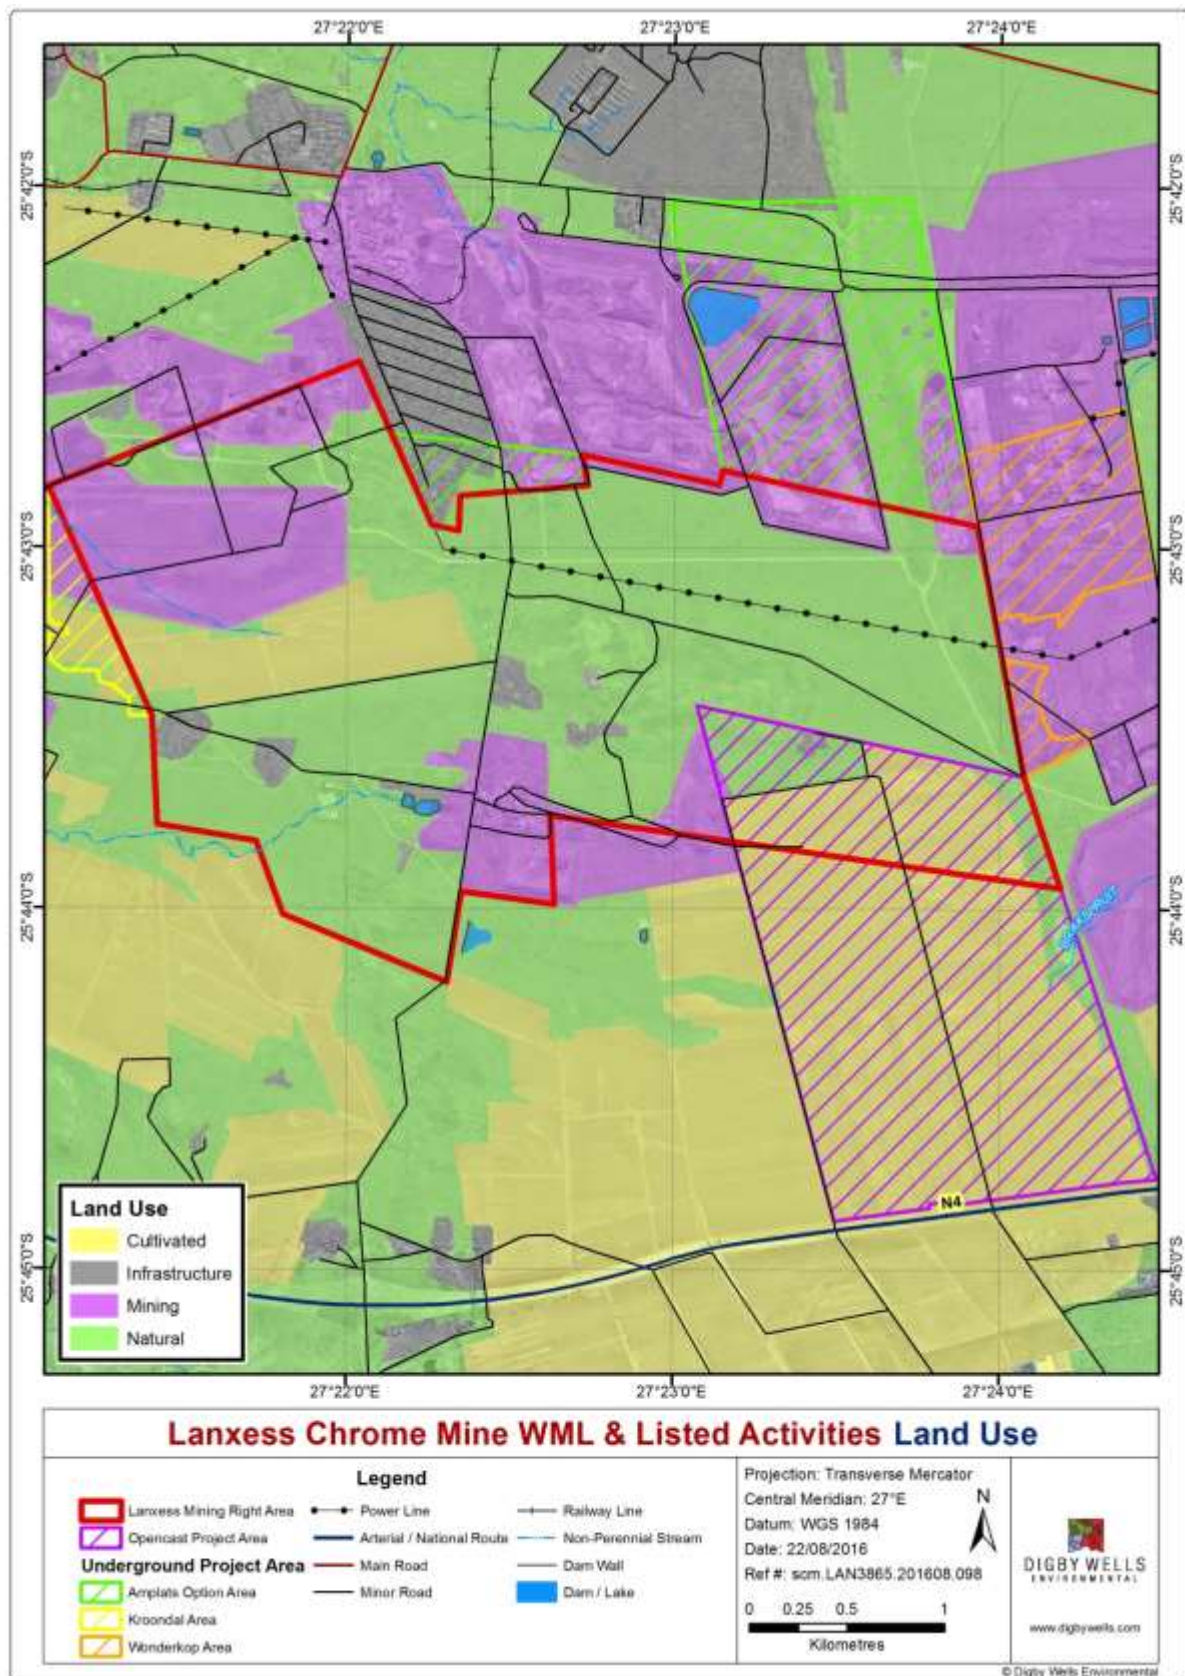 27°22'0"E 27°23'0"E 27°24'0"E
25°42'0"S 25°42'0"S
25°43'0"S 25°43'0"S
25°44'0"S 25°44'0"S
N4
25°45'0"S 25°45'0"S
Land Use
Cultivated
Infrastructure
Mining
Natural
27°22'0"E 27°23'0"E 27°24'0"E
Lanxess Chrome Mine WML & Listed Activities Land Use
Legend
Lanxess Mining Right Area
Opencast Project Area
Underground Project Area
Amplats Option Area
Kroondal Area
Wonderkop Area
Power Line
Arterial / National Route
Main Road
Minor Road
Railway Line
Non-Perennial Stream
Dam Wall
Dam / Lake
Projection: Transverse Mercator
Central Meridian: 27°E
Datum: WGS 1984
Date: 22/08/2016
Ref #: scm.LAN3865.201608.098
N
0 0.25 0.5 1
Kilometres
DIGBY WELLS
ENVIRONMENTAL
www.digbywells.com
© Digby Wells Environmental